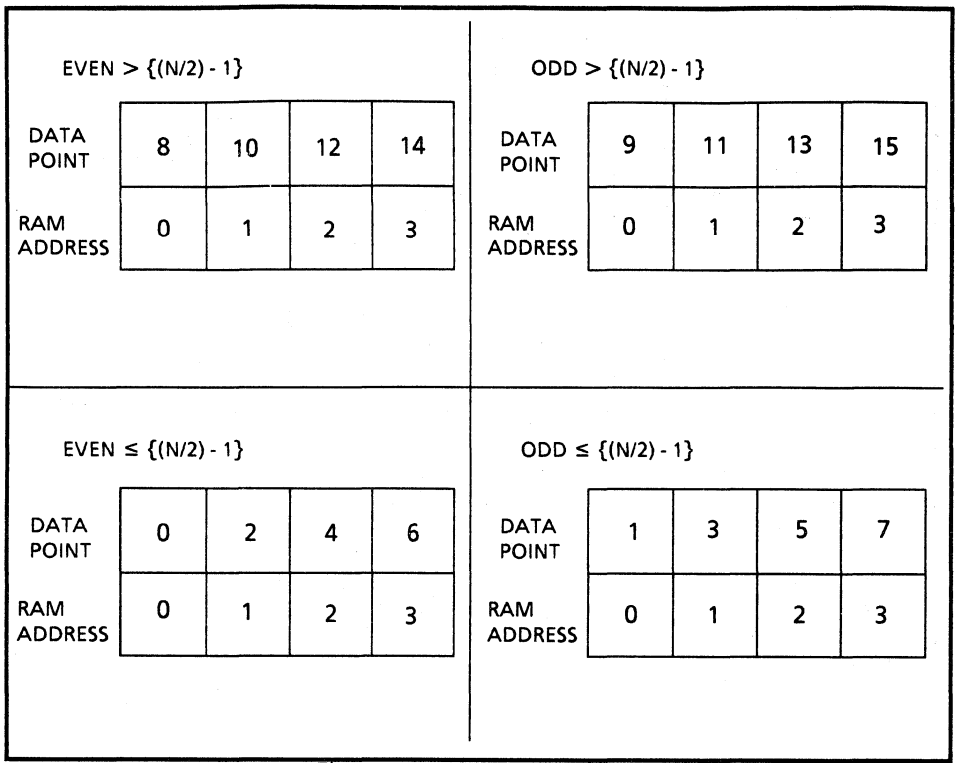 EVEN > {(N/2) - 1}
DATA POINT 8 10 12 14
RAM ADDRESS 0 1 2 3
ODD > {(N/2) - 1}
DATA POINT 9 11 13 15
RAM ADDRESS 0 1 2 3
EVEN ≤ {(N/2) - 1}
DATA POINT 0 2 4 6
RAM ADDRESS 0 1 2 3
ODD ≤ {(N/2) - 1}
DATA POINT 1 3 5 7
RAM ADDRESS 0 1 2 3